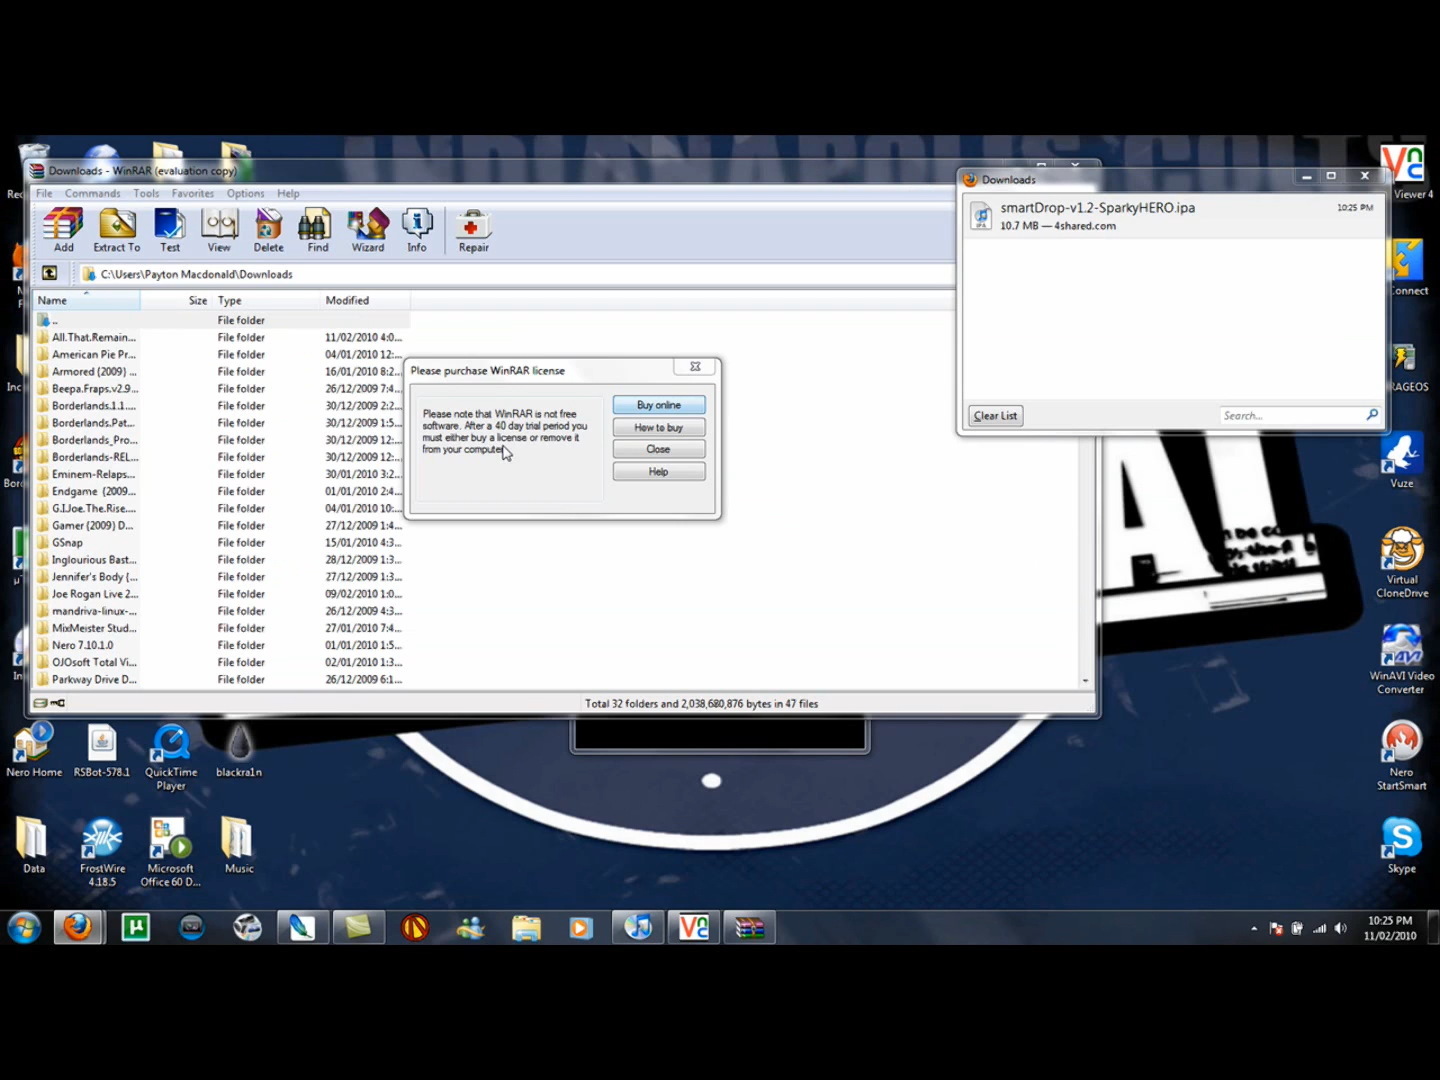 INDIANAPOLIS COLTS
Downloads - WinRAR (evaluation copy)
File Commands Tools Favorites Options Help
Add Extract To Test View Delete Find Wizard Info Repair
C:\Users\Payton Macdonald\Downloads
Name Size Type Modified
.. File folder
All.That.Remain... File folder 11/02/2010 4:0...
American Pie Pr... File folder 04/01/2010 12:...
Armored {2009} ... File folder 16/01/2010 8:2...
Beepa.Fraps.v2.9... File folder 26/12/2009 7:4...
Borderlands.1.1.... File folder 30/12/2009 2:2...
Borderlands.Pat... File folder 30/12/2009 1:5...
Borderlands_Pro... File folder 30/12/2009 12:...
Borderlands-REL... File folder 30/12/2009 12:...
Eminem-Relaps... File folder 30/01/2010 3:2...
Endgame {2009... File folder 01/01/2010 2:4...
G.I.Joe.The.Rise.... File folder 04/01/2010 10:...
Gamer {2009} D... File folder 27/12/2009 1:4...
GSnap File folder 15/01/2010 4:3...
Inglourious Bast... File folder 28/12/2009 1:3...
Jennifer's Body {... File folder 27/12/2009 1:3...
Joe Rogan Live 2... File folder 09/02/2010 1:0...
mandriva-linux-... File folder 26/12/2009 4:3...
MixMeister Stud... File folder 27/01/2010 7:4...
Nero 7.10.1.0 File folder 01/01/2010 1:5...
OJOsoft Total Vi... File folder 02/01/2010 1:3...
Parkway Drive D... File folder 26/12/2009 6:1...
Total 32 folders and 2,038,680,876 bytes in 47 files
Please purchase WinRAR license
Please note that WinRAR is not free
software. After a 40 day trial period you
must either buy a license or remove it
from your computer
Buy online
How to buy
Close
Help
Downloads
smartDrop-v1.2-SparkyHERO.ipa 10:25 PM
10.7 MB — 4shared.com
Clear List Search...
Viewer 4
onnect
RAGEOS
Vuze
Virtual
CloneDrive
WinAVI Video
Converter
Nero
StartSmart
Skype
Nero Home RSBot-578.1 QuickTime
Player
blackra1n
Data FrostWire
4.18.5
Microsoft
Office 60 D...
Music
10:25 PM
11/02/2010